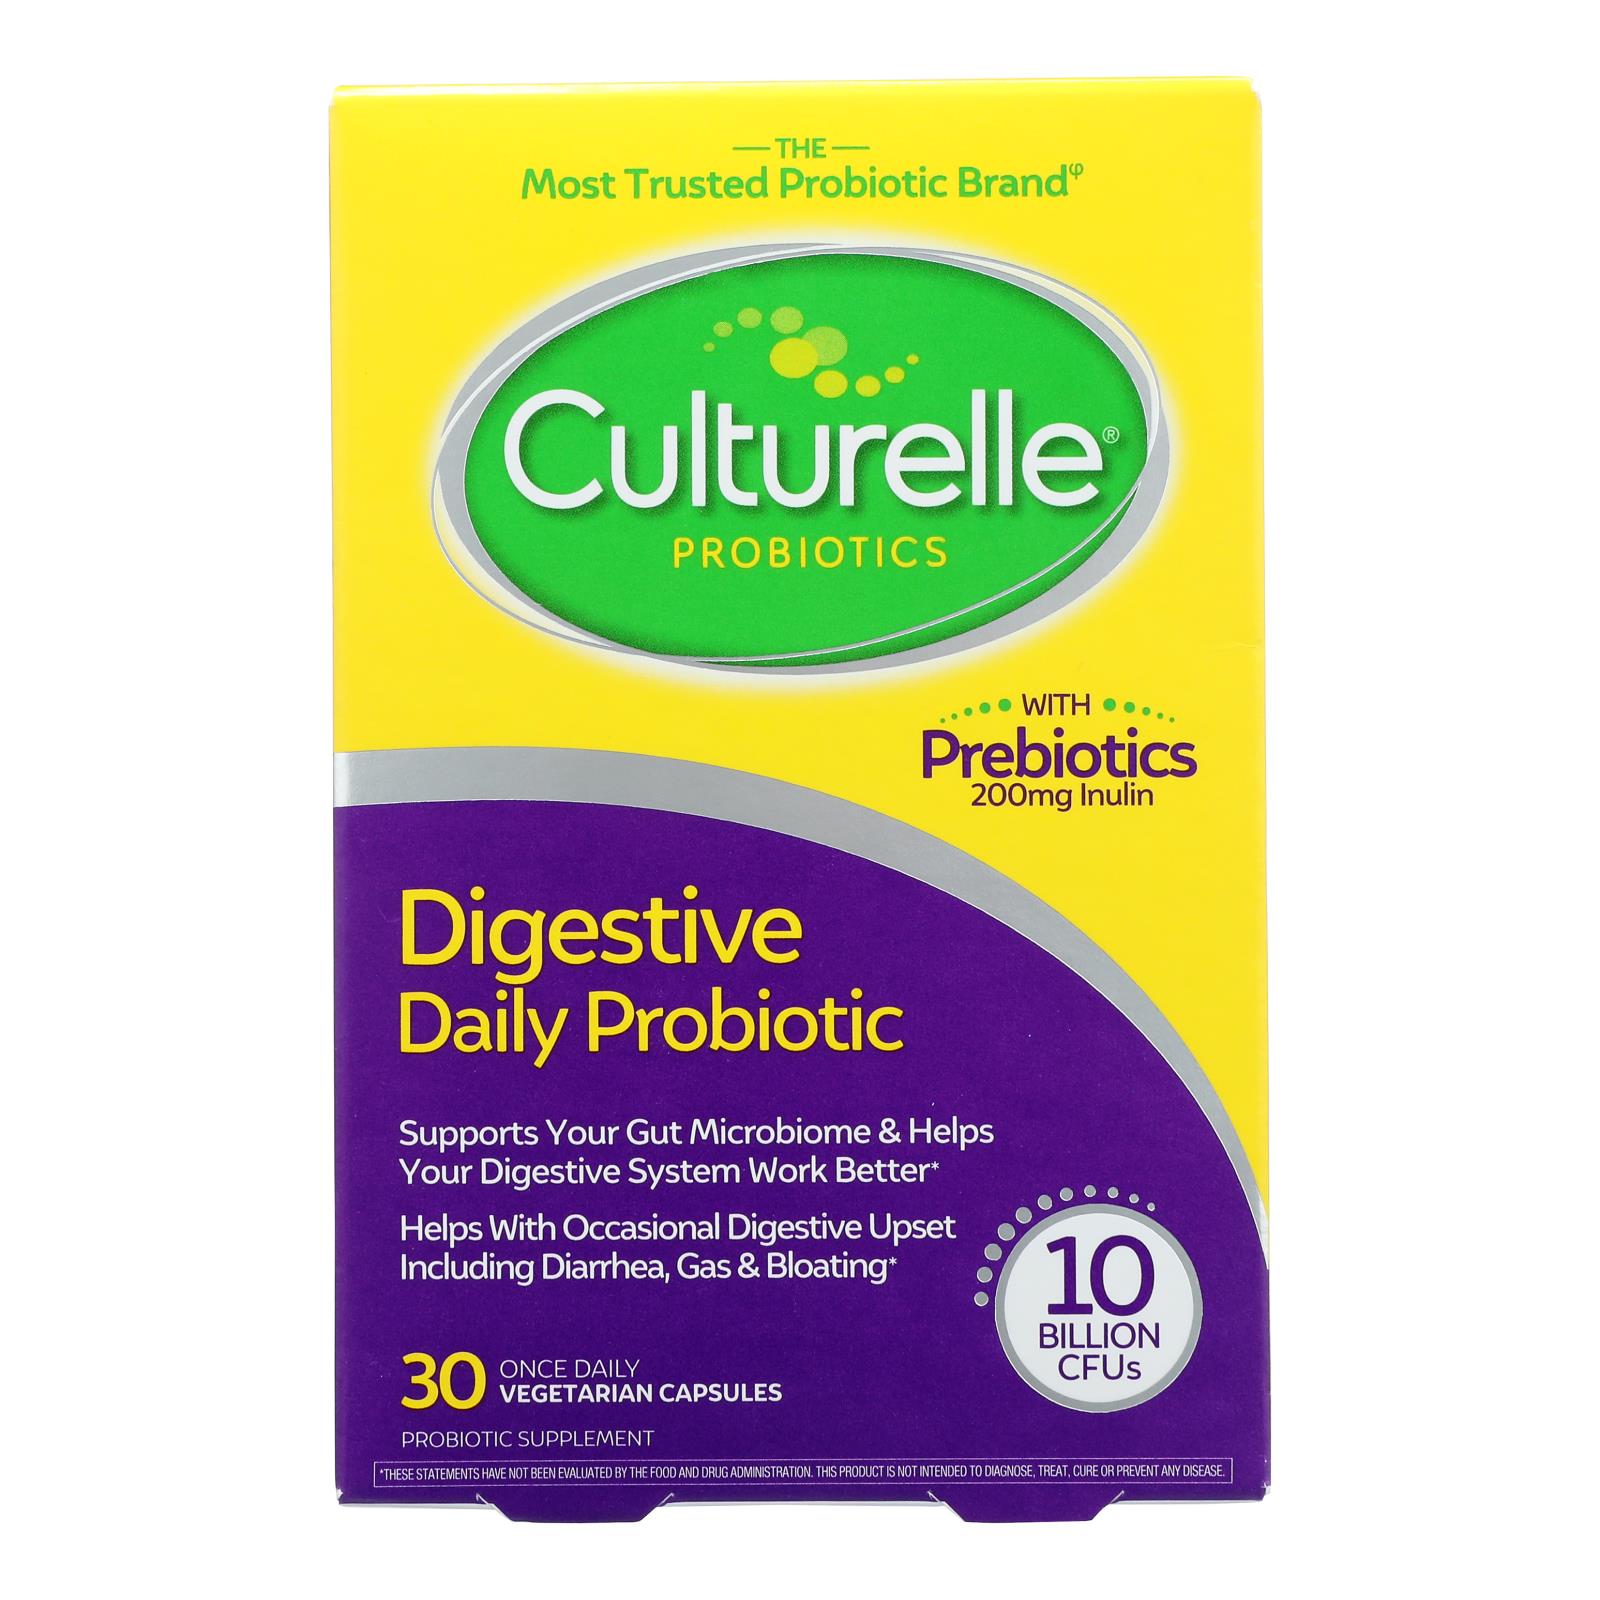 THE
Most Trusted Probiotic Brandφ
Culturelle®
PROBIOTICS
WITH
Prebiotics
200mg Inulin
Digestive
Daily Probiotic
Supports Your Gut Microbiome & Helps
Your Digestive System Work Better*
Helps With Occasional Digestive Upset
Including Diarrhea, Gas & Bloating*
10
BILLION
CFUs
30 ONCE DAILY
VEGETARIAN CAPSULES
PROBIOTIC SUPPLEMENT
*THESE STATEMENTS HAVE NOT BEEN EVALUATED BY THE FOOD AND DRUG ADMINISTRATION. THIS PRODUCT IS NOT INTENDED TO DIAGNOSE, TREAT, CURE OR PREVENT ANY DISEASE.